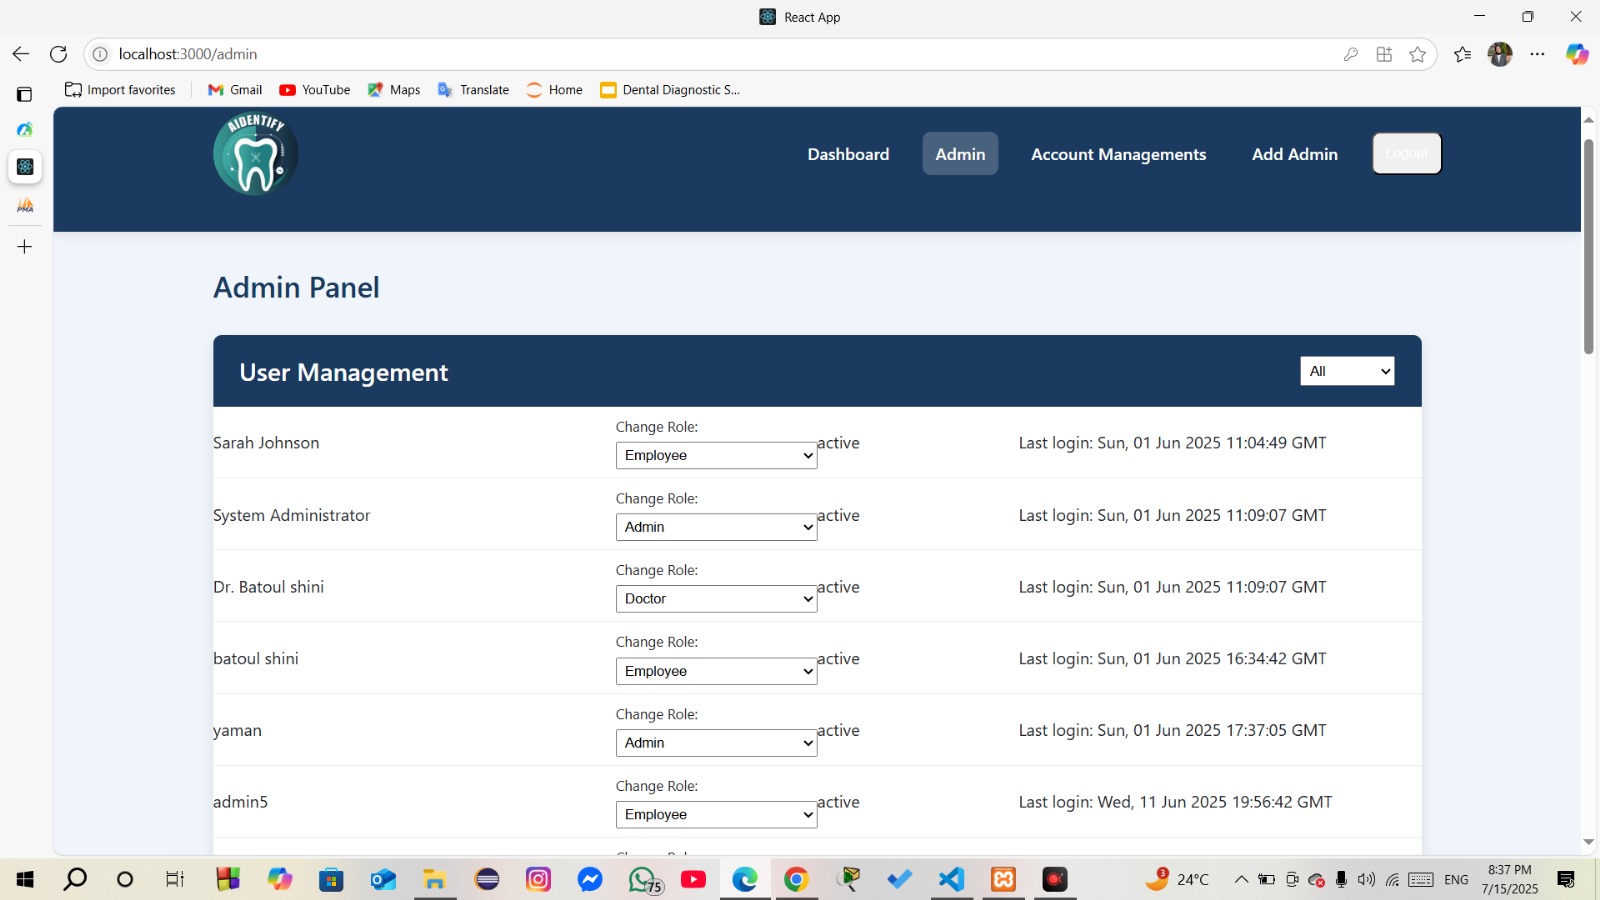 React App
localhost:3000/admin
Import favorites Gmail YouTube Maps Translate Home Dental Diagnostic S...
AIDENTIFY
Dashboard Admin Account Managements Add Admin Logout
PMA
Admin Panel
User Management All
Change Role:
Sarah Johnson Employee active Last login: Sun, 01 Jun 2025 11:04:49 GMT
Change Role:
System Administrator Admin active Last login: Sun, 01 Jun 2025 11:09:07 GMT
Change Role:
Dr. Batoul shini Doctor active Last login: Sun, 01 Jun 2025 11:09:07 GMT
Change Role:
batoul shini Employee active Last login: Sun, 01 Jun 2025 16:34:42 GMT
Change Role:
yaman Admin active Last login: Sun, 01 Jun 2025 17:37:05 GMT
Change Role:
admin5 Employee active Last login: Wed, 11 Jun 2025 19:56:42 GMT
75 3 24°C ENG 8:37 PM
7/15/2025